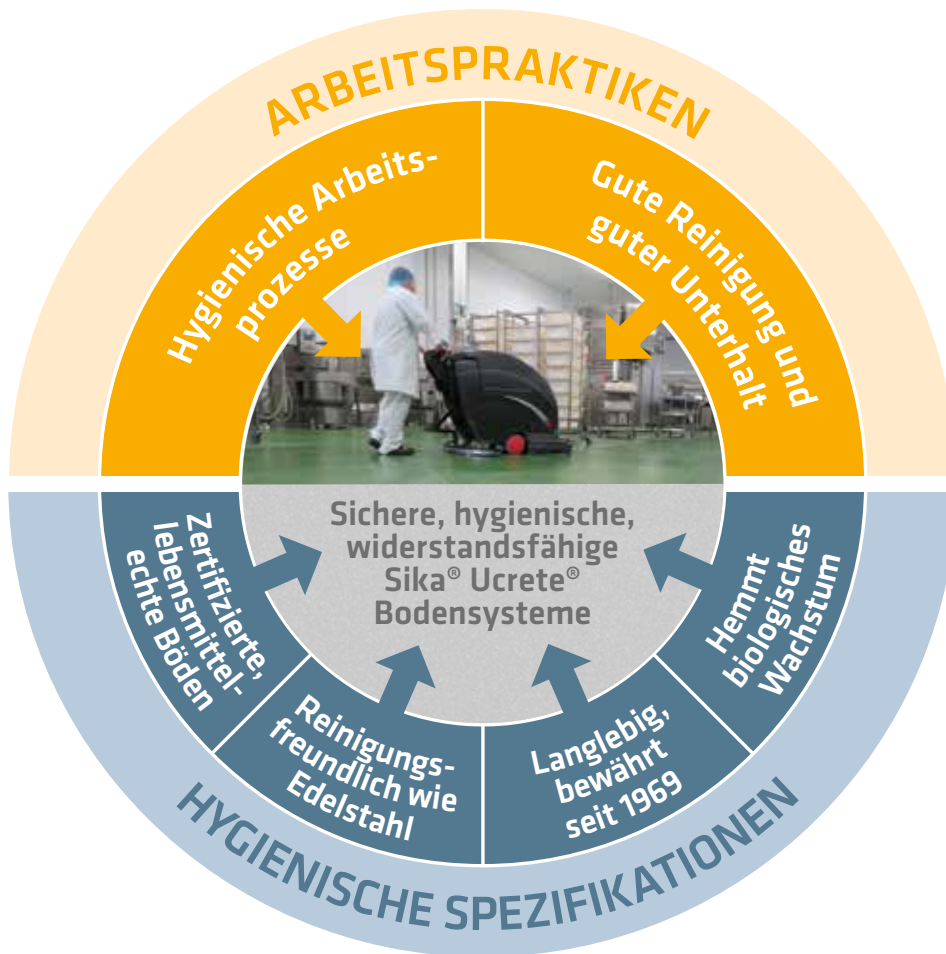 ARBEITSPRAKTIKEN
Hygienische Arbeits-
prozesse
Gute Reinigung und
guter Unterhalt
Sichere, hygienische,
widerstandsfähige
Sika® Ucrete®
Bodensysteme
Zertifizierte,
lebensmittel-
echte Böden
Reinigungs-
freundlich wie
Edelstahl
Langlebig,
bewährt
seit 1969
Hemmt
biologisches
Wachstum
HYGIENISCHE SPEZIFIKATIONEN